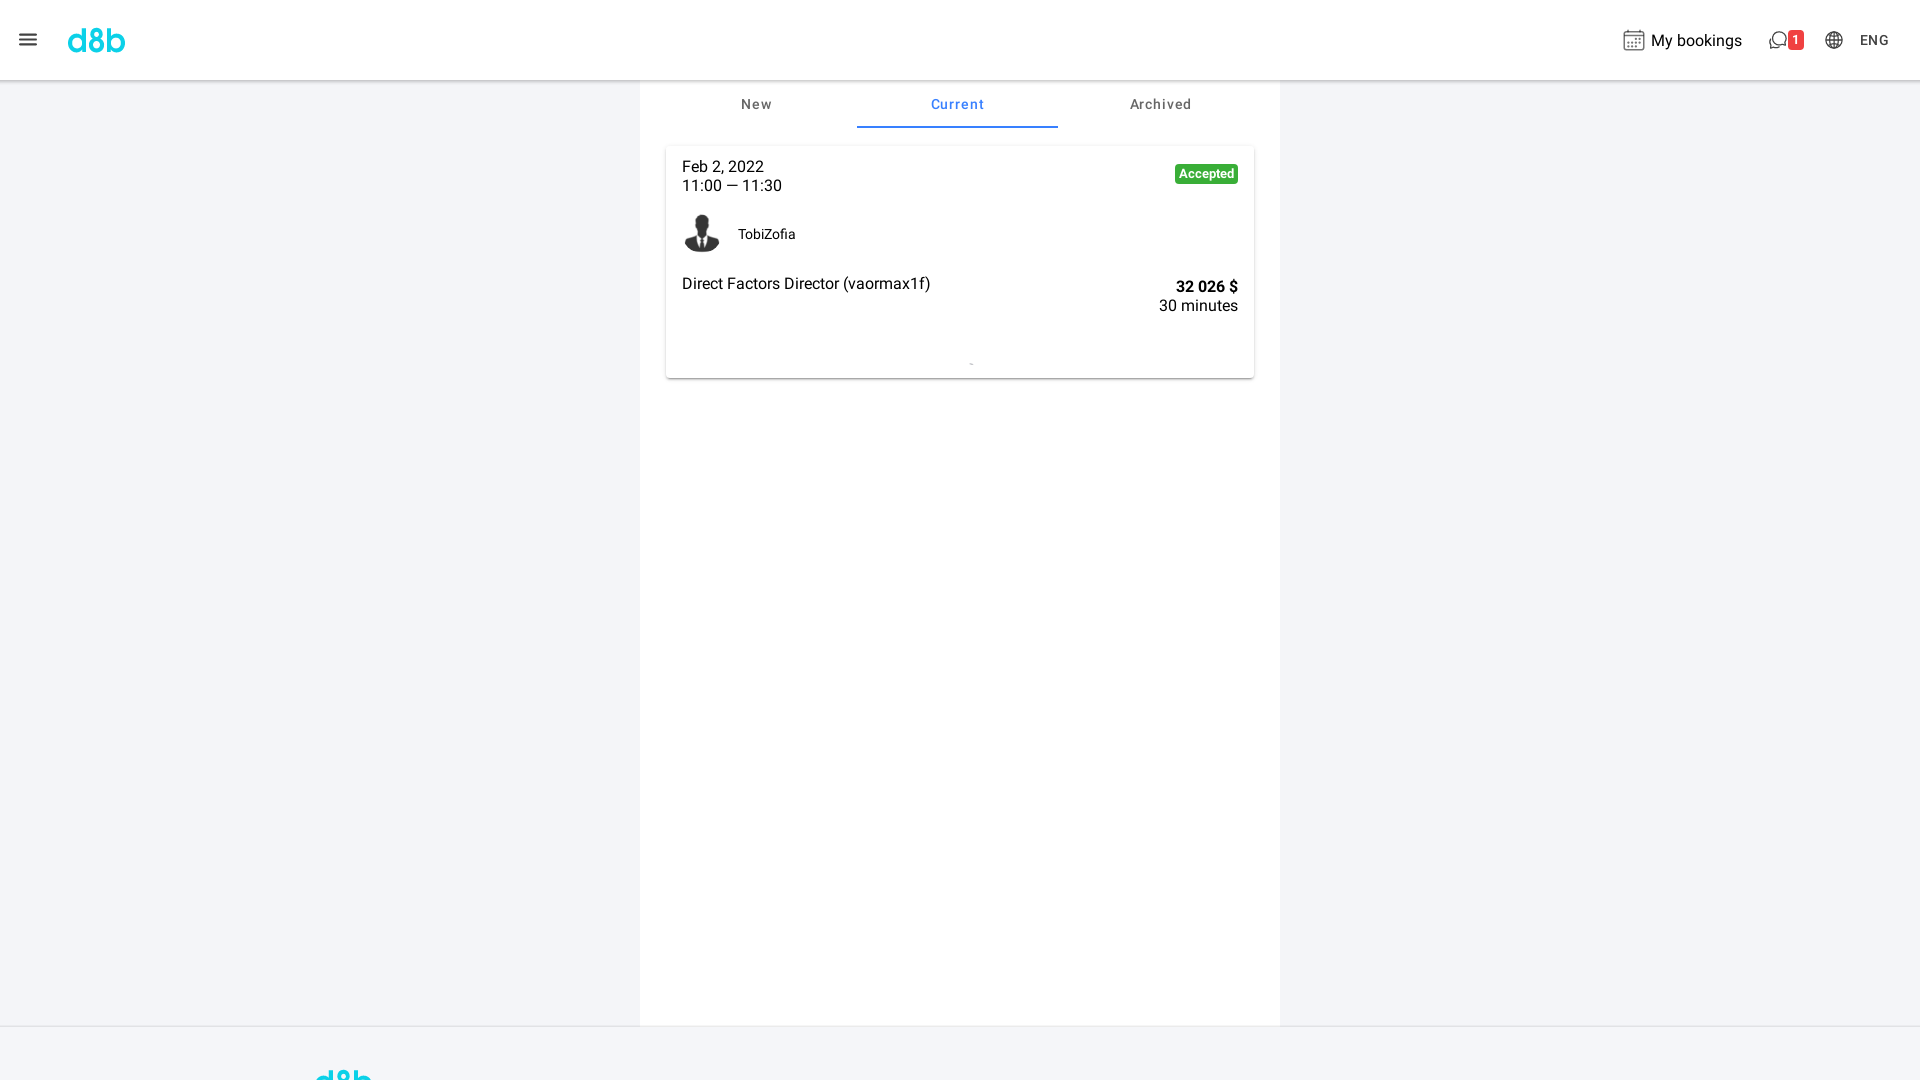 d8b
My bookings
1
ENG
New
Current
Archived
Feb 2, 2022
11:00 — 11:30
Accepted
TobiZofia
Direct Factors Director (vaormax1f)
32 026 $
30 minutes
-
d8b